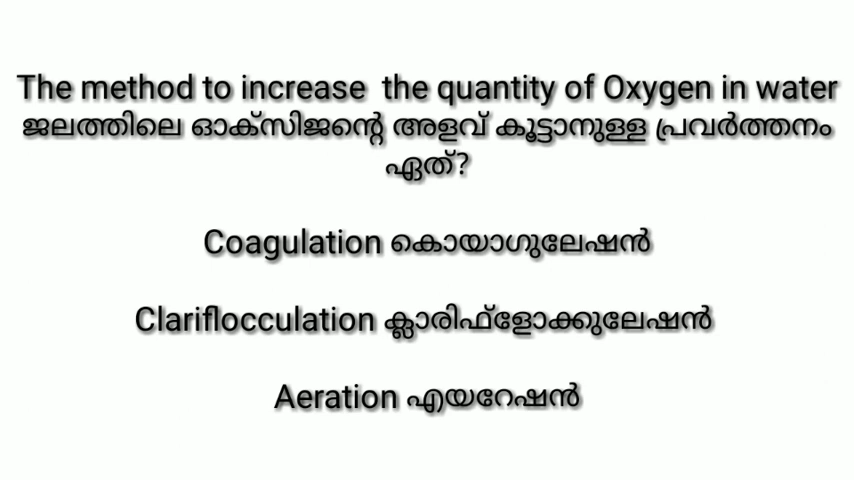 The method to increase the quantity of Oxygen in water
ജലത്തിലെ ഓക്സിജന്റെ അളവ് കൂട്ടാനുള്ള പ്രവർത്തനം
ഏത്?
Coagulation കൊയാഗുലേഷൻ
Clariflocculation ക്ലാരിഫ്ളോക്കുലേഷൻ
Aeration എയറേഷൻ